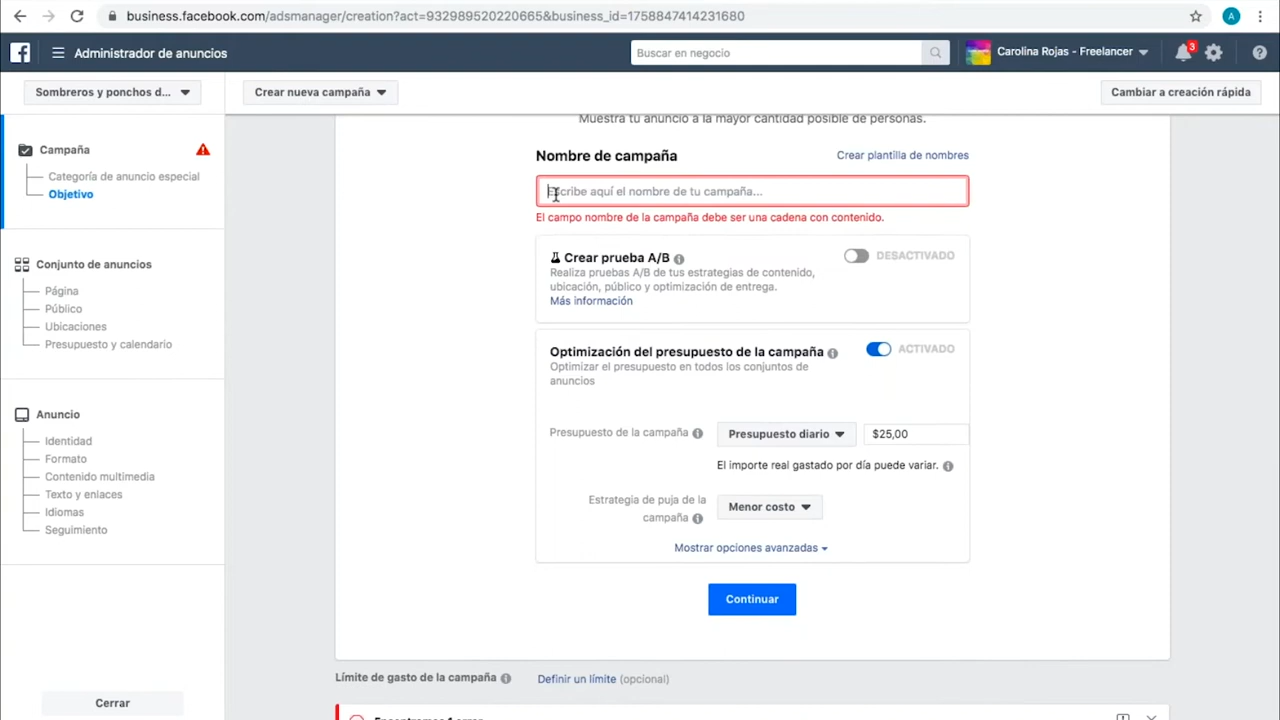 business.facebook.com/adsmanager/creation?act=932989520220665&business_id=1758847414231680
A
Administrador de anuncios
Buscar en negocio
Carolina Rojas - Freelancer
3
Sombreros y ponchos d...
Crear nueva campaña
Cambiar a creación rápida
Campaña
Categoría de anuncio especial
Objetivo
Conjunto de anuncios
Página
Público
Ubicaciones
Presupuesto y calendario
Anuncio
Identidad
Formato
Contenido multimedia
Texto y enlaces
Idiomas
Seguimiento
Cerrar
Muestra tu anuncio a la mayor cantidad posible de personas.
Nombre de campaña
Crear plantilla de nombres
Escribe aquí el nombre de tu campaña...
El campo nombre de la campaña debe ser una cadena con contenido.
Crear prueba A/B
DESACTIVADO
Realiza pruebas A/B de tus estrategias de contenido,
ubicación, público y optimización de entrega.
Más información
Optimización del presupuesto de la campaña
ACTIVADO
Optimizar el presupuesto en todos los conjuntos de
anuncios
Presupuesto de la campaña
Presupuesto diario
$25,00
El importe real gastado por día puede variar.
Estrategia de puja de la
campaña
Menor costo
Mostrar opciones avanzadas
Continuar
Límite de gasto de la campaña
Definir un límite (opcional)
Encontramos 1 error